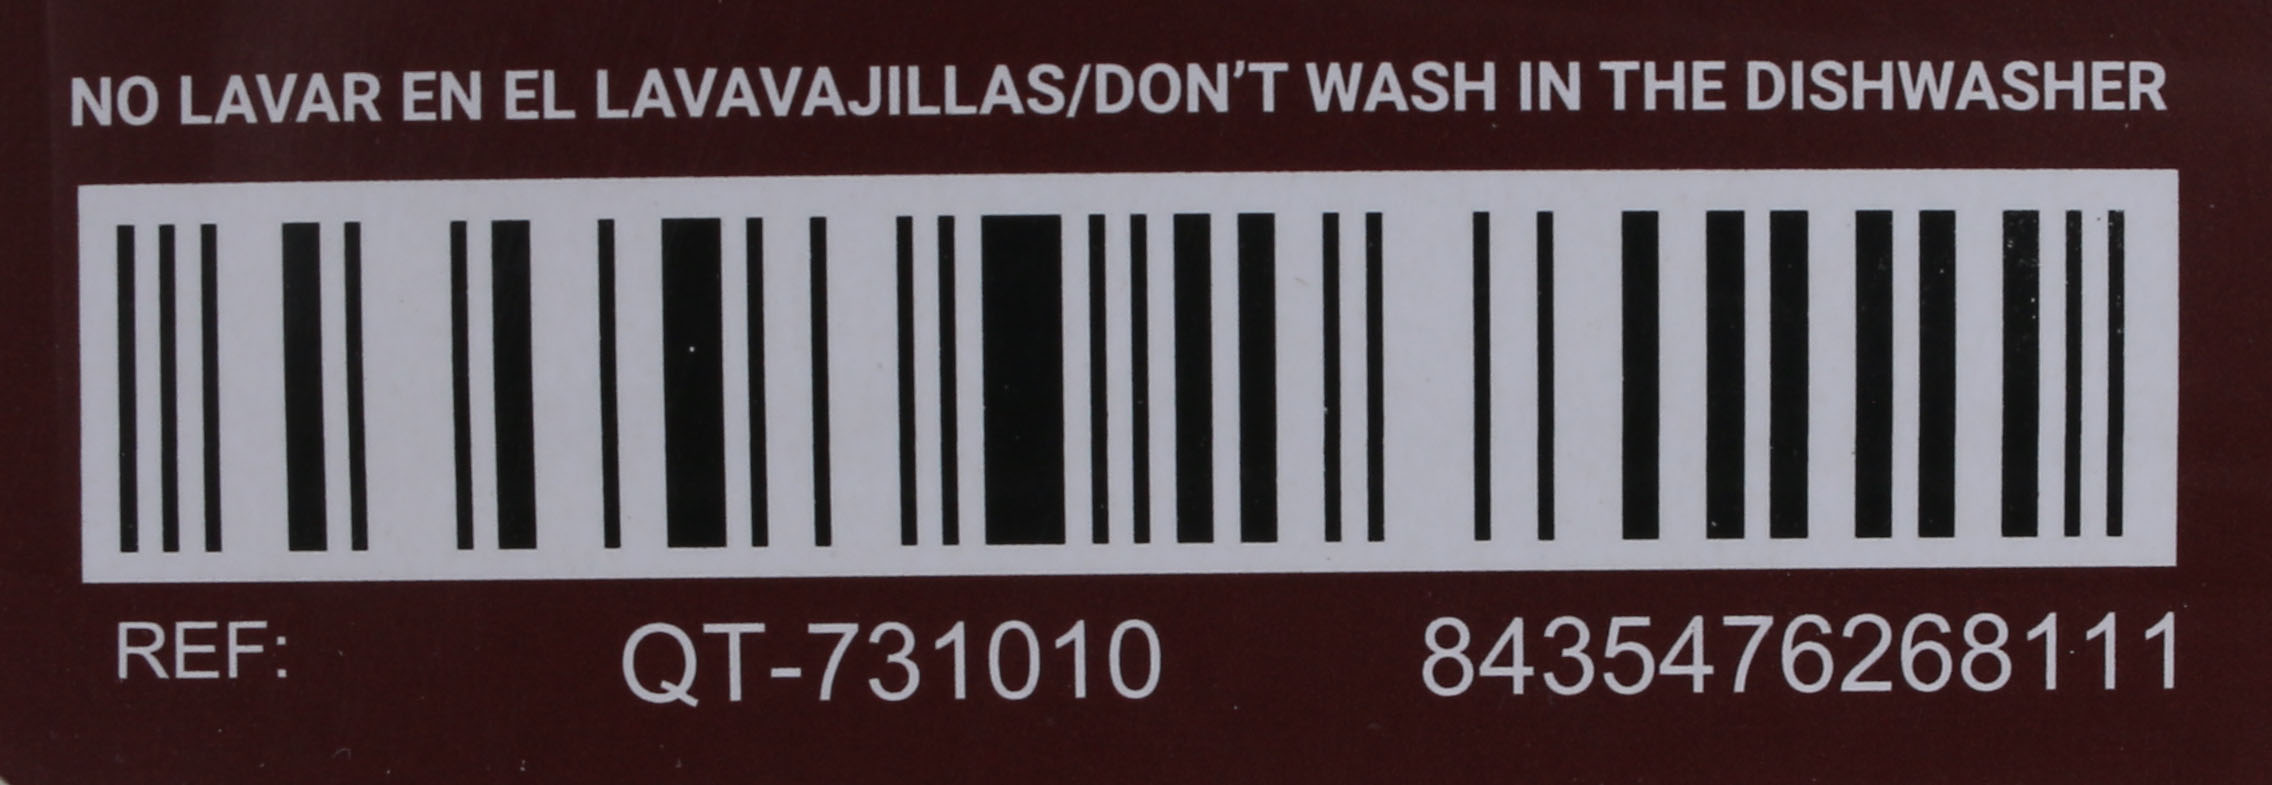 NO LAVAR EN EL LAVAVAJILLAS/DON'T WASH IN THE DISHWASHER
REF: QT-731010 8435476268111